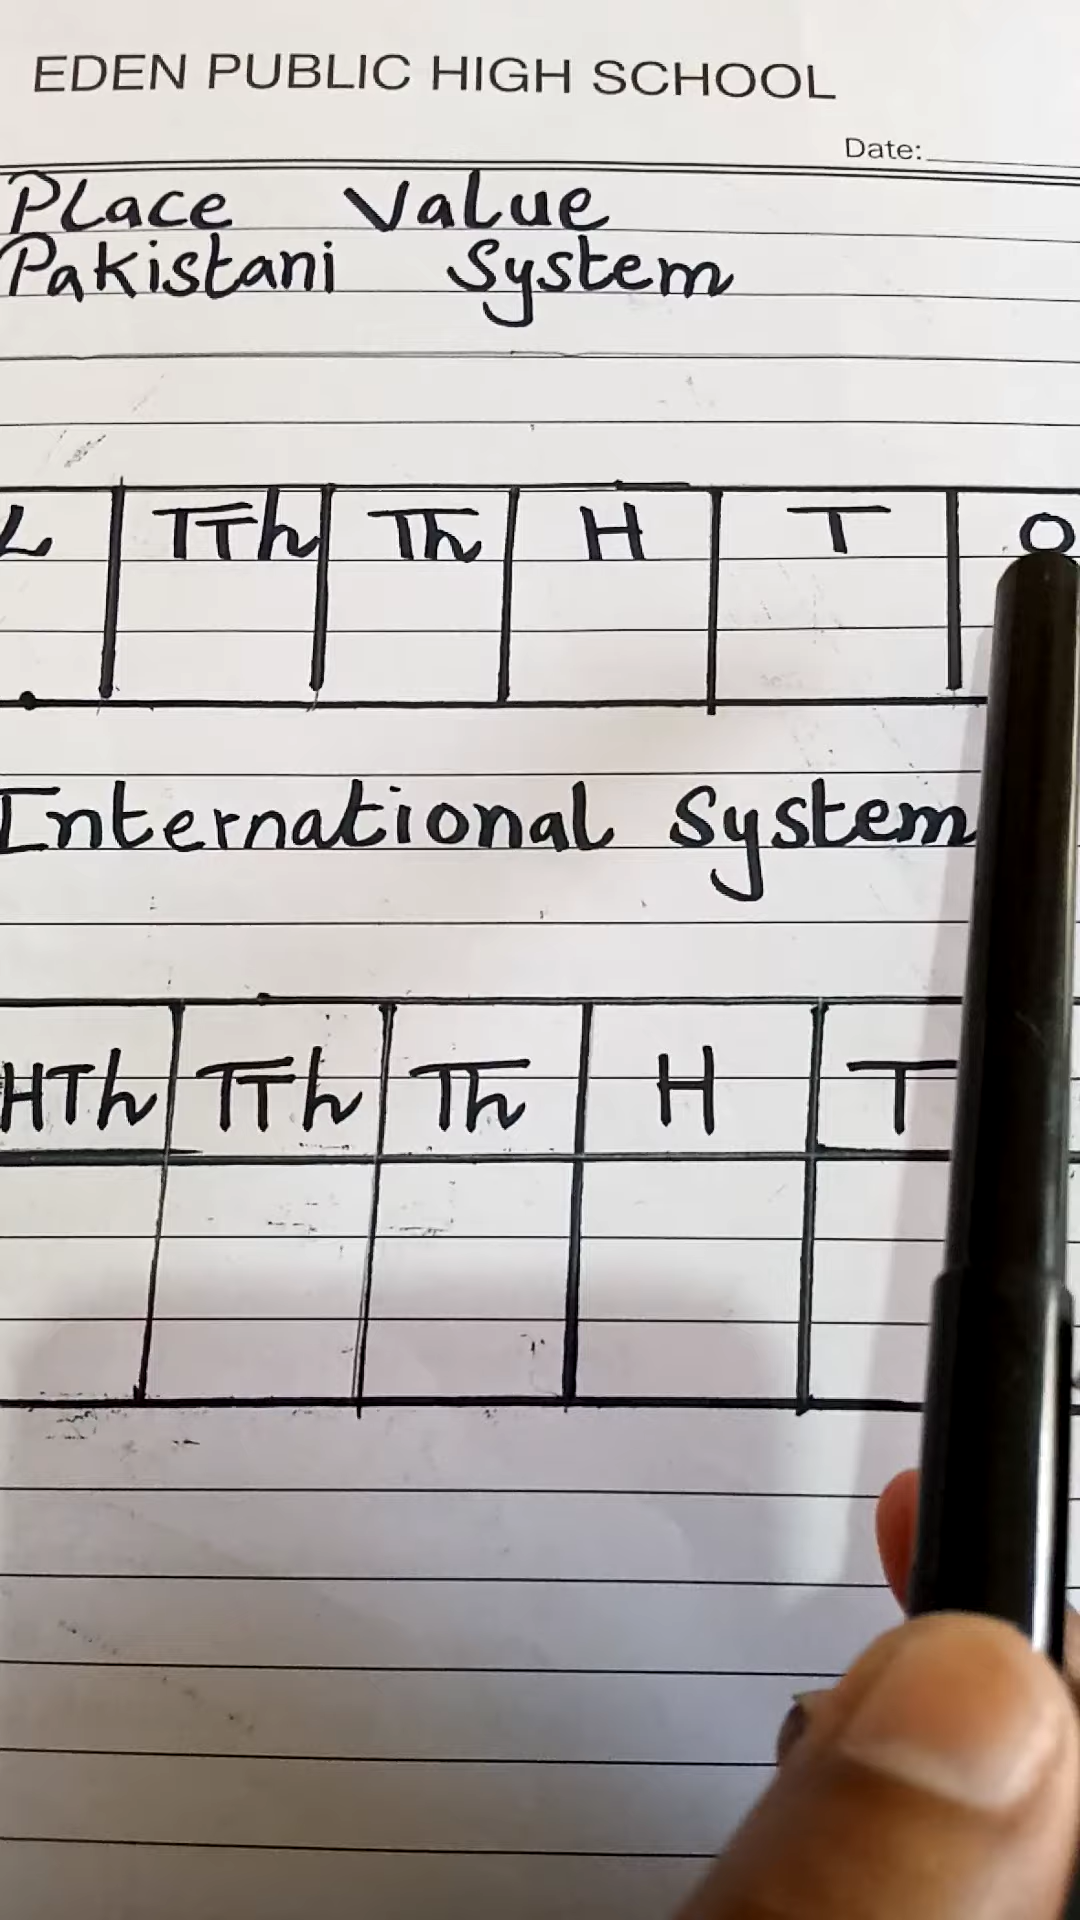 EDEN PUBLIC HIGH SCHOOL
Date:
Place Value
Pakistani System
L TTh Th H T O
International System
HTh TTh Th H T